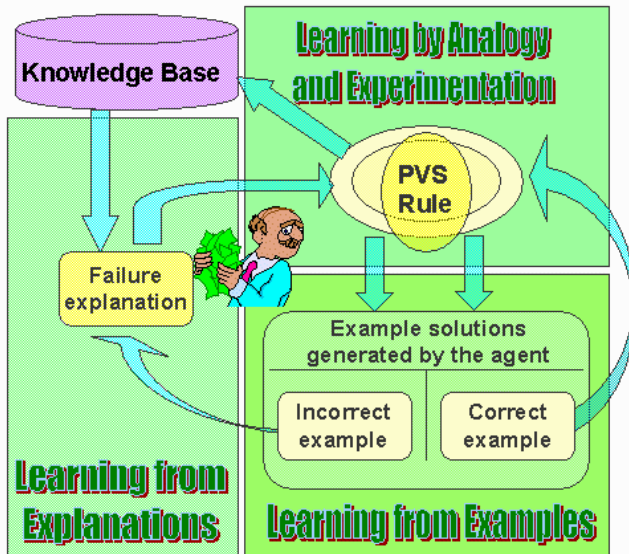 Learning by Analogy
and Experimentation
Knowledge Base
PVS
Rule
Failure
explanation
Example solutions
generated by the agent
Incorrect
example
Correct
example
Learning from
Explanations
Learning from Examples